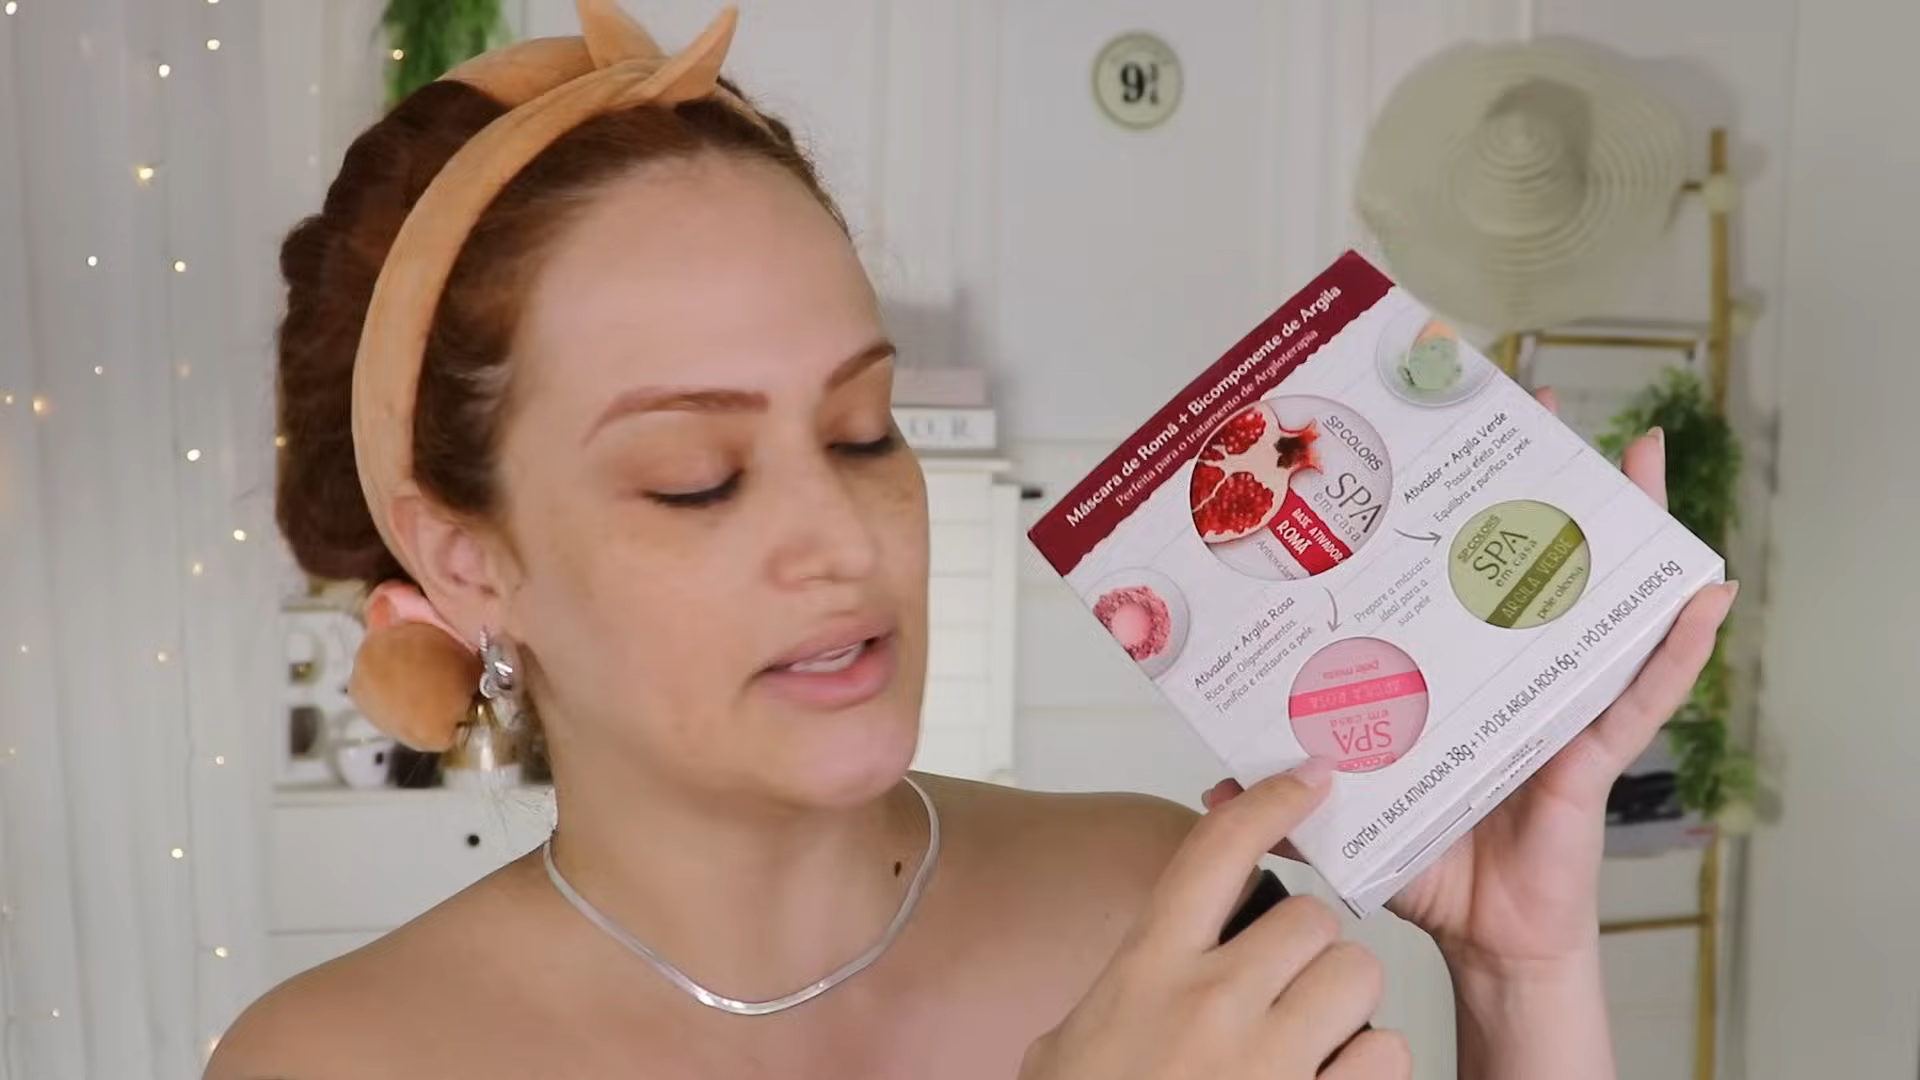 9¾
Máscara de Romã + Bicomponente de Argila
Perfeita para o tratamento de Argiloterapia
SP COLORS
SPA
em casa
BASE ATIVADORA
ROMÃ
Ativador + Argila Verde
Possui efeito Detox.
Equilibra e purifica a pele.
SP COLORS
SPA
em casa
ARGILA VERDE
pele oleosa
Prepare a máscara
ideal para a
sua pele
Ativador + Argila Rosa
Rica em Oligoelementos.
Tonifica e restaura a pele.
SPA
em casa
ARGILA ROSA
pele mista
CONTÉM 1 BASE ATIVADORA 38g + 1 PÓ DE ARGILA ROSA 6g + 1 PÓ DE ARGILA VERDE 6g